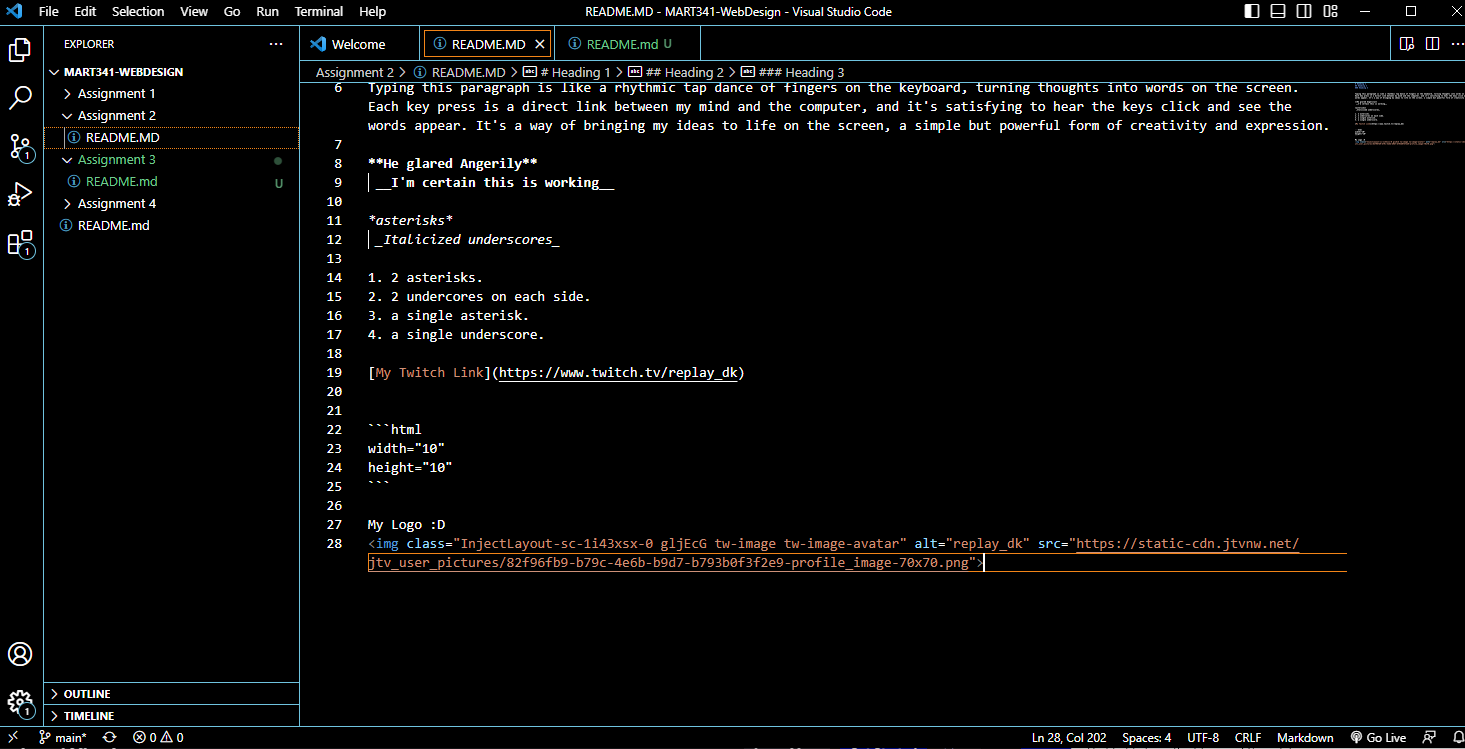 File Edit Selection View Go Run Terminal Help
README.MD - MART341-WebDesign - Visual Studio Code
EXPLORER
MART341-WEBDESIGN
Assignment 1
Assignment 2
README.MD
Assignment 3
README.md U
Assignment 4
README.md
OUTLINE
TIMELINE
1
1
1
Welcome
README.MD
README.md U
Assignment 2 > README.MD > # Heading 1 > ## Heading 2 > ### Heading 3
6 Typing this paragraph is like a rhythmic tap dance of fingers on the keyboard, turning thoughts into words on the screen.
Each key press is a direct link between my mind and the computer, and it's satisfying to hear the keys click and see the
words appear. It's a way of bringing my ideas to life on the screen, a simple but powerful form of creativity and expression.
7
8 **He glared Angerily**
9 __I'm certain this is working__
10
11 *asterisks*
12 _Italicized underscores_
13
14 1. 2 asterisks.
15 2. 2 undercores on each side.
16 3. a single asterisk.
17 4. a single underscore.
18
19 [My Twitch Link](https://www.twitch.tv/replay_dk)
20
21
22 ```html
23 width="10"
24 height="10"
25 ```
26
27 My Logo :D
28 <img class="InjectLayout-sc-1i43xsx-0 gljEcG tw-image tw-image-avatar" alt="replay_dk" src="https://static-cdn.jtvnw.net/
jtv_user_pictures/82f96fb9-b79c-4e6b-b9d7-b793b0f3f2e9-profile_image-70x70.png">
main* 0 0
Ln 28, Col 202 Spaces: 4 UTF-8 CRLF Markdown Go Live